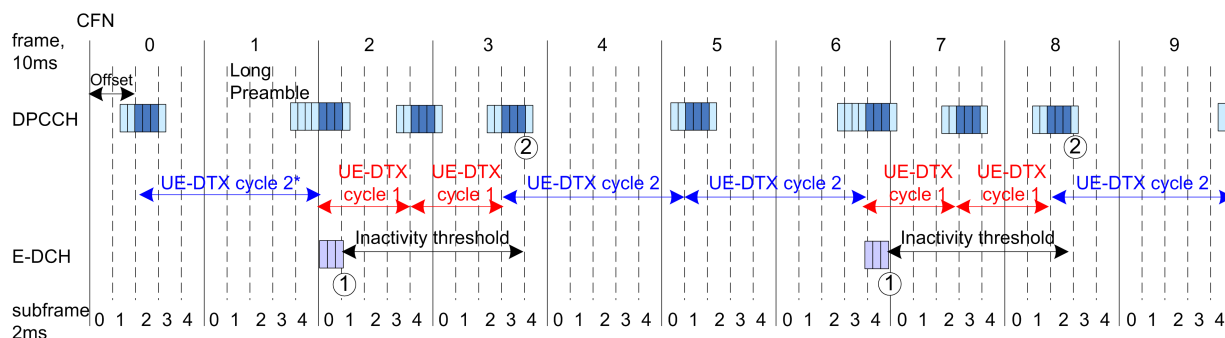 CFN
frame,
10ms
0 1 2 3 4 5 6 7 8 9
Offset
Long
Preamble
DPCCH
2 2
UE-DTX cycle 2*
UE-DTX
cycle 1
UE-DTX
cycle 1
UE-DTX cycle 2
UE-DTX cycle 2
UE-DTX
cycle 1
UE-DTX
cycle 1
UE-DTX cycle 2
E-DCH
Inactivity threshold
Inactivity threshold
1 1
subframe
2ms
0 1 2 3 4 0 1 2 3 4 0 1 2 3 4 0 1 2 3 4 0 1 2 3 4 0 1 2 3 4 0 1 2 3 4 0 1 2 3 4 0 1 2 3 4 0 1 2 3 4